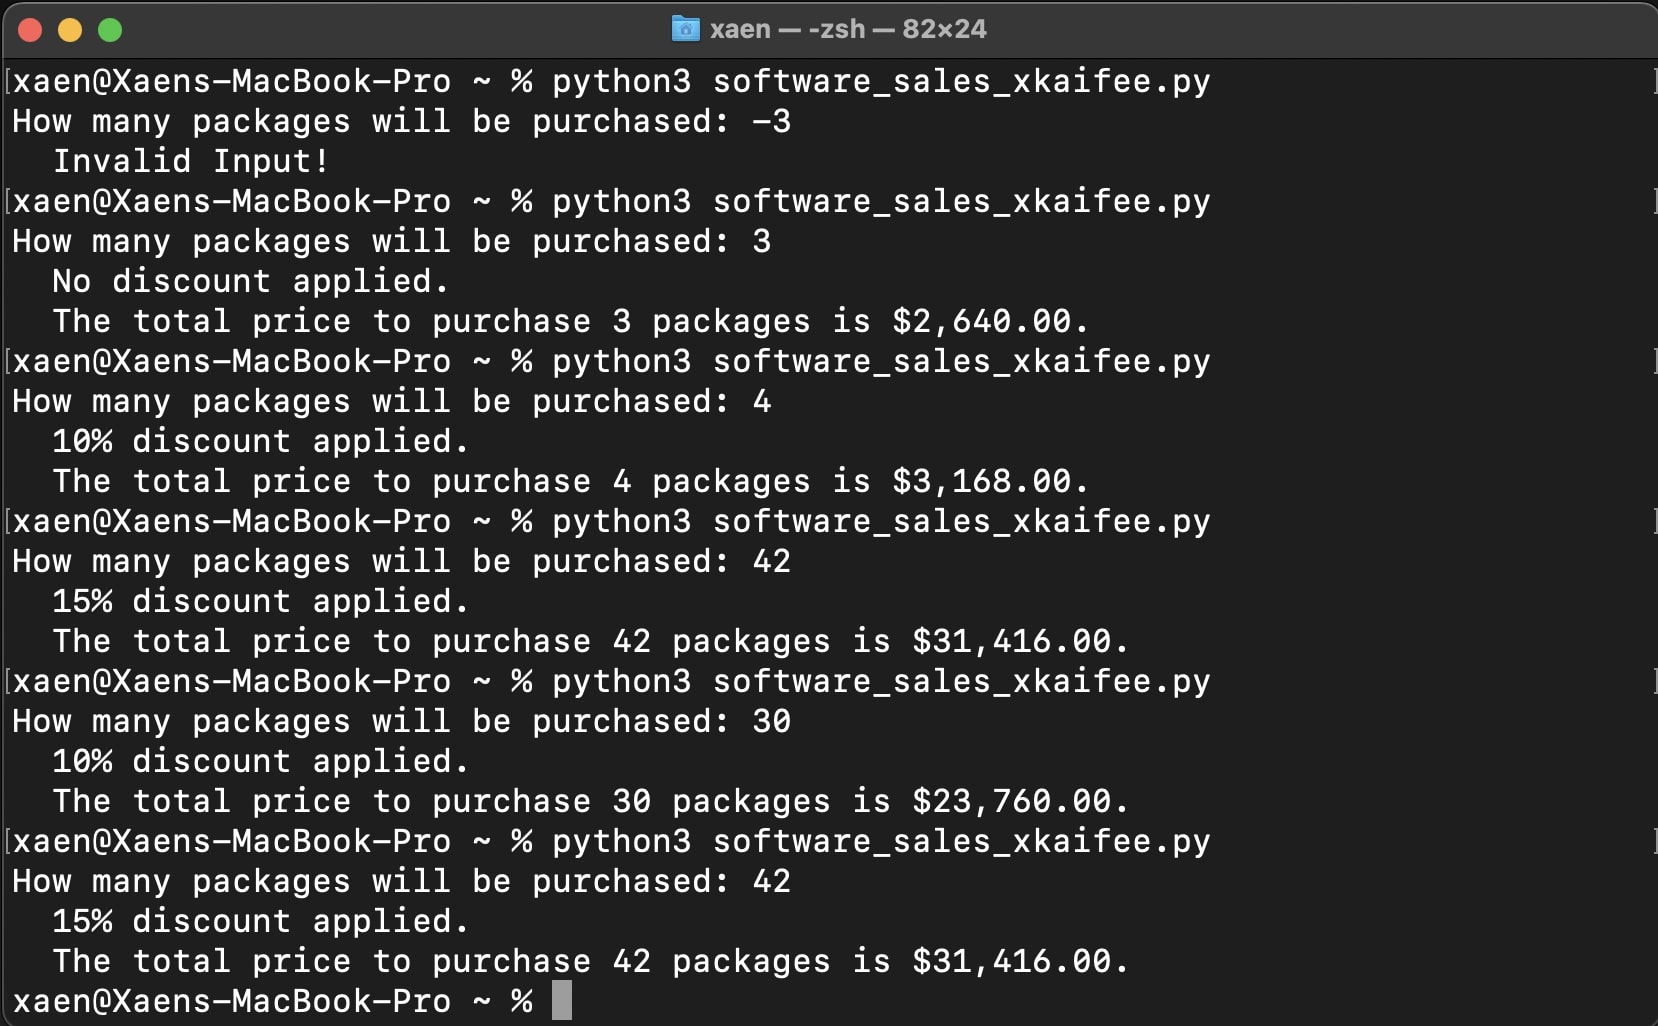 xaen — -zsh — 82×24
[xaen@Xaens-MacBook-Pro ~ % python3 software_sales_xkaifee.py ]
How many packages will be purchased: -3
  Invalid Input!
[xaen@Xaens-MacBook-Pro ~ % python3 software_sales_xkaifee.py ]
How many packages will be purchased: 3
  No discount applied.
  The total price to purchase 3 packages is $2,640.00.
[xaen@Xaens-MacBook-Pro ~ % python3 software_sales_xkaifee.py ]
How many packages will be purchased: 4
  10% discount applied.
  The total price to purchase 4 packages is $3,168.00.
[xaen@Xaens-MacBook-Pro ~ % python3 software_sales_xkaifee.py ]
How many packages will be purchased: 42
  15% discount applied.
  The total price to purchase 42 packages is $31,416.00.
[xaen@Xaens-MacBook-Pro ~ % python3 software_sales_xkaifee.py ]
How many packages will be purchased: 30
  10% discount applied.
  The total price to purchase 30 packages is $23,760.00.
[xaen@Xaens-MacBook-Pro ~ % python3 software_sales_xkaifee.py ]
How many packages will be purchased: 42
  15% discount applied.
  The total price to purchase 42 packages is $31,416.00.
xaen@Xaens-MacBook-Pro ~ %